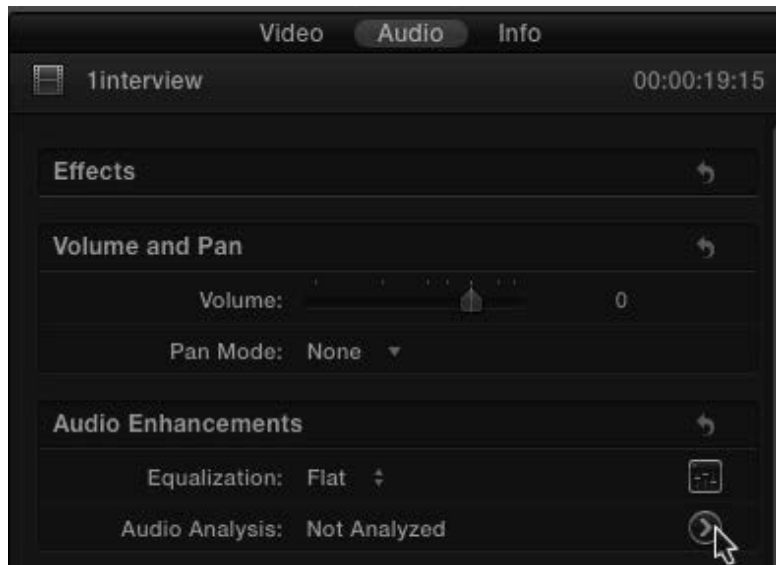 Video Audio Info
1interview 00:00:19:15
Effects
Volume and Pan
Volume: 0
Pan Mode: None
Audio Enhancements
Equalization: Flat
Audio Analysis: Not Analyzed